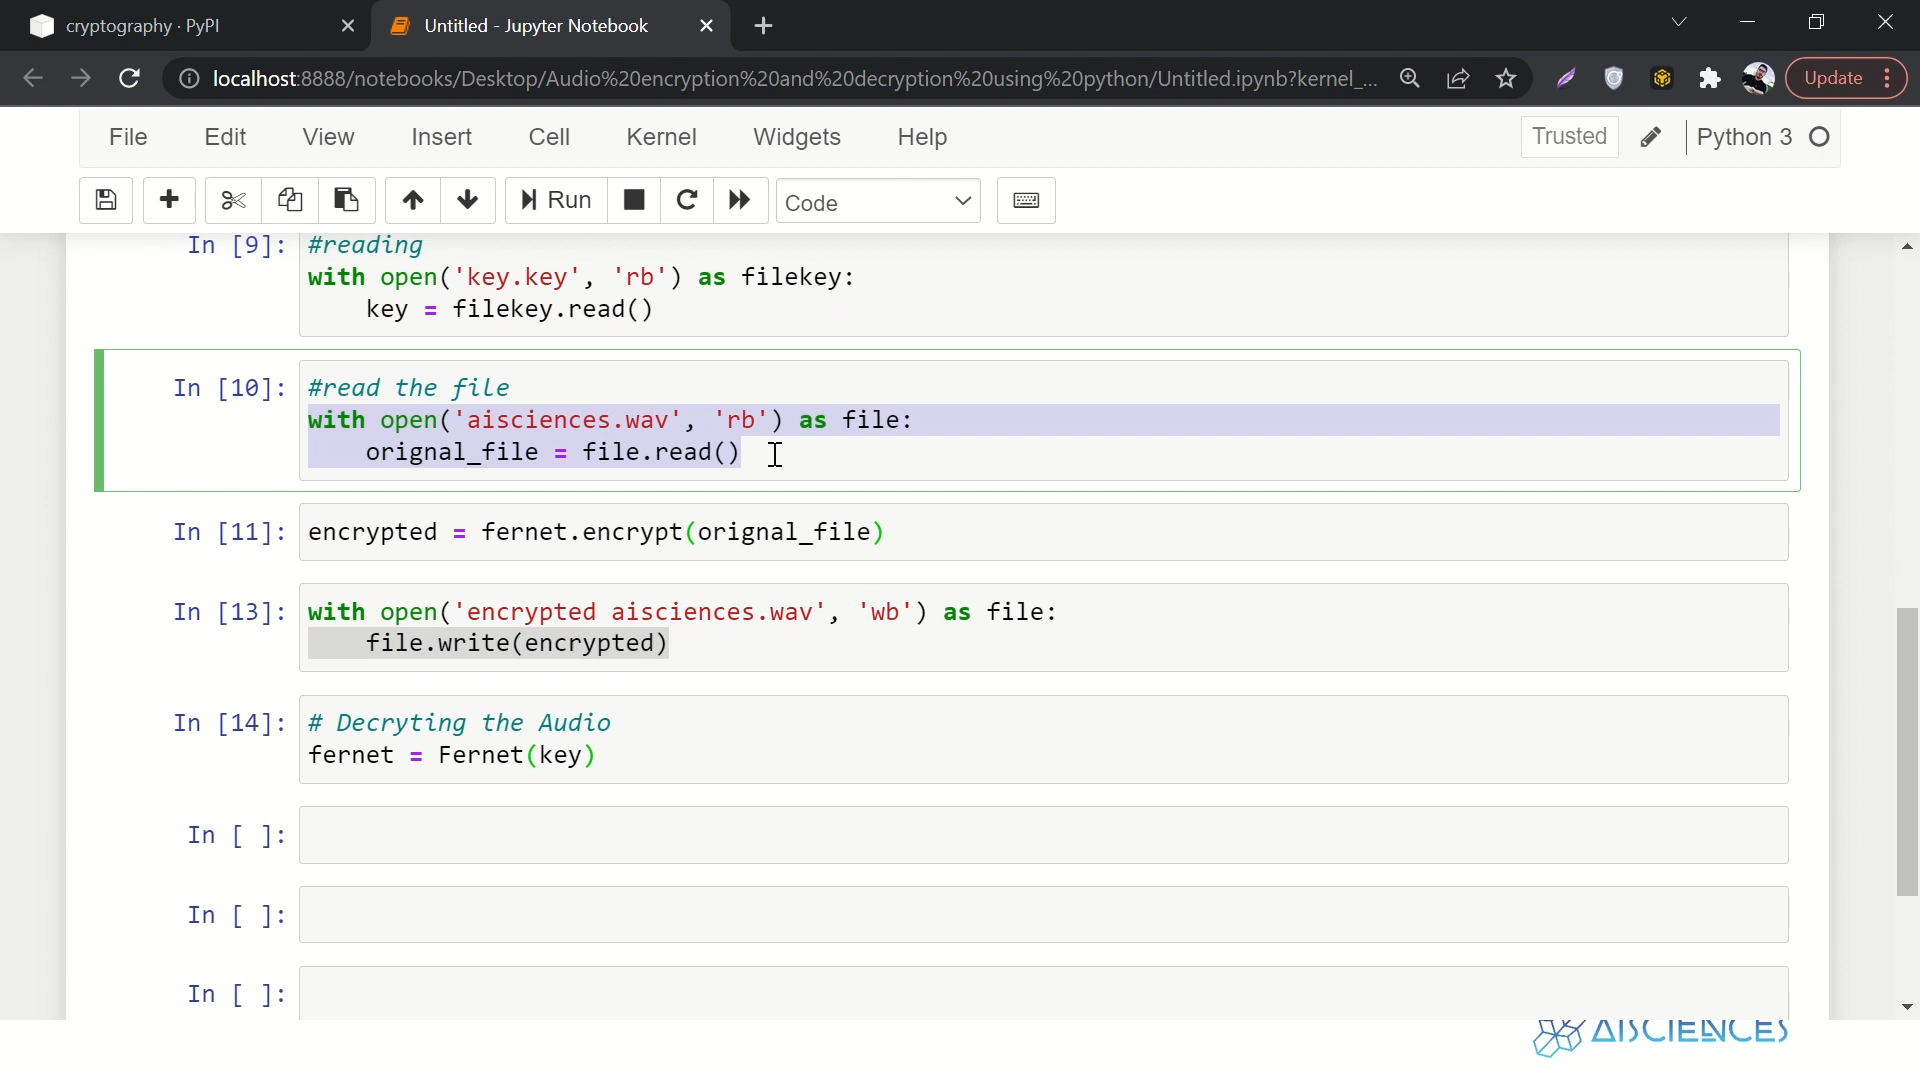 cryptography · PyPI
Untitled - Jupyter Notebook
localhost:8888/notebooks/Desktop/Audio%20encryption%20and%20decryption%20using%20python/Untitled.ipynb?kernel_...
Update
File Edit View Insert Cell Kernel Widgets Help
Trusted
Python 3
Run
Code
In [9]:
#reading
with open('key.key', 'rb') as filekey:
    key = filekey.read()
In [10]:
#read the file
with open('aisciences.wav', 'rb') as file:
    orignal_file = file.read()
In [11]:
encrypted = fernet.encrypt(orignal_file)
In [13]:
with open('encrypted aisciences.wav', 'wb') as file:
    file.write(encrypted)
In [14]:
# Decryting the Audio
fernet = Fernet(key)
In [ ]:
In [ ]:
In [ ]:
AISCIENCES